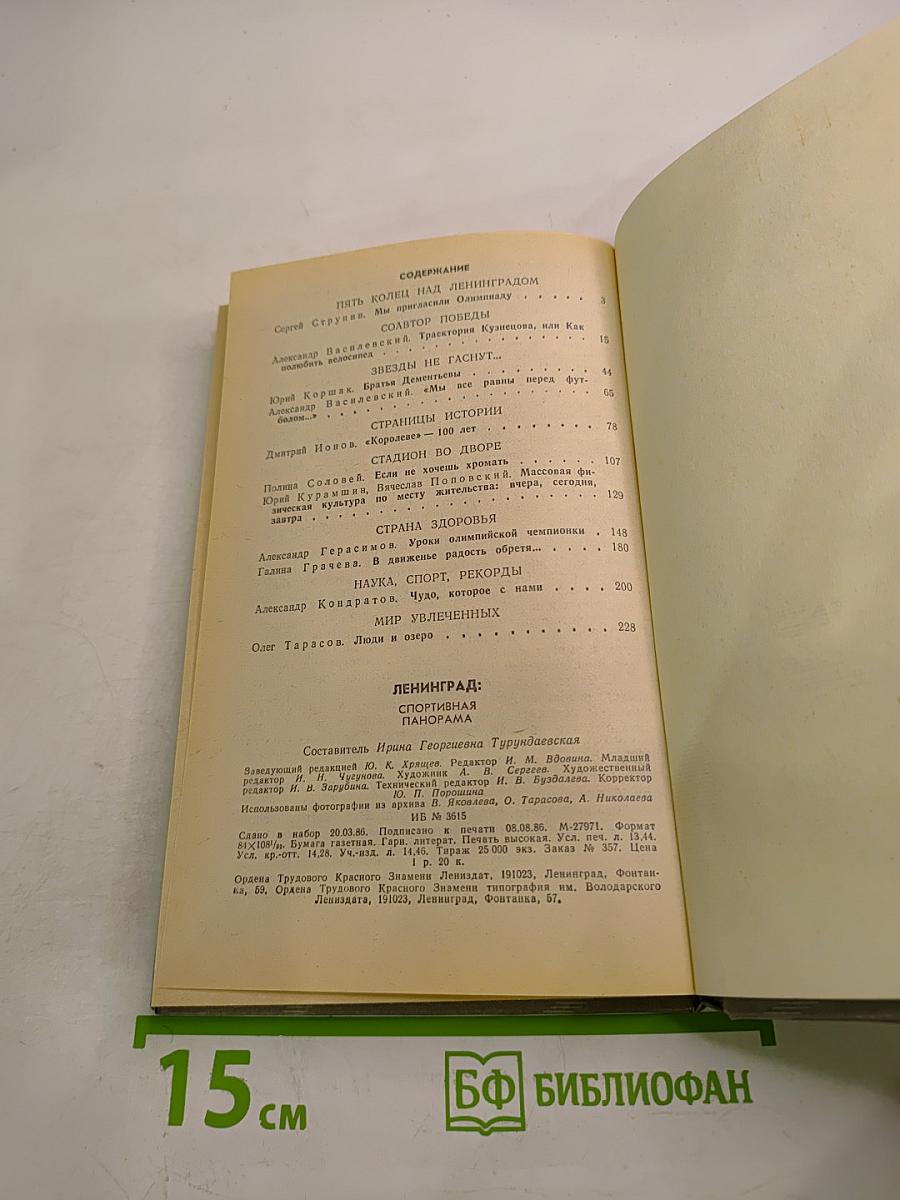 СОДЕРЖАНИЕ
ПЯТЬ КОЛЕЦ НАД ЛЕНИНГРАДОМ
Сергей Струнин. Мы пригласили Олимпиаду . . . . . 3
СОАВТОР ПОБЕДЫ
Александр Василевский. Траектория Кузнецова, или Как
полюбить велосипед . . . . . . . . . . . . . . . 15
ЗВЕЗДЫ НЕ ГАСНУТ...
Юрий Коршак. Братья Дементьевы . . . . . . . . . 44
Александр Василевский. «Мы все равны перед фут-
болом...» . . . . . . . . . . . . . . . . . . . 65
СТРАНИЦЫ ИСТОРИИ
Дмитрий Ионов. «Королеве» — 100 лет . . . . . . . . 78
СТАДИОН ВО ДВОРЕ
Полина Соловей. Если не хочешь хромать . . . . . . 107
Юрий Курамшин, Вячеслав Поповский. Массовая фи-
зическая культура по месту жительства: вчера, сегодня,
завтра . . . . . . . . . . . . . . . . . . . . . 129
СТРАНА ЗДОРОВЬЯ
Александр Герасимов. Уроки олимпийской чемпионки . 148
Галина Грачева. В движенье радость обретя... . . . . 180
НАУКА, СПОРТ, РЕКОРДЫ
Александр Кондратов. Чудо, которое с нами . . . . 200
МИР УВЛЕЧЕННЫХ
Олег Тарасов. Люди и озеро . . . . . . . . . . . 228
ЛЕНИНГРАД:
СПОРТИВНАЯ
ПАНОРАМА
Составитель Ирина Георгиевна Турундаевская
Заведующий редакцией Ю. К. Хрящев. Редактор И. М. Вдовина. Младший
редактор И. Н. Чугунова. Художник А. В. Сергеев. Художественный
редактор И. В. Зарубина. Технический редактор И. В. Буздалева. Корректор
Ю. П. Порошина
Использованы фотографии из архива В. Яковлева, О. Тарасова, А. Николаева
ИБ № 3615
Сдано в набор 20.03.86. Подписано к печати 08.08.86. М-27971. Формат
84×108¹/₃₂. Бумага газетная. Гарн. литерат. Печать высокая. Усл. печ. л. 13,44.
Усл. кр.-отт. 14,28. Уч.-изд. л. 14,46. Тираж 25 000 экз. Заказ № 357. Цена
1 р. 20 к.
Ордена Трудового Красного Знамени Лениздат, 191023, Ленинград, Фонтан-
ка, 59. Ордена Трудового Красного Знамени типография им. Володарского
Лениздата, 191023, Ленинград, Фонтанка, 57.
15 см
БФ БИБЛИОФАН